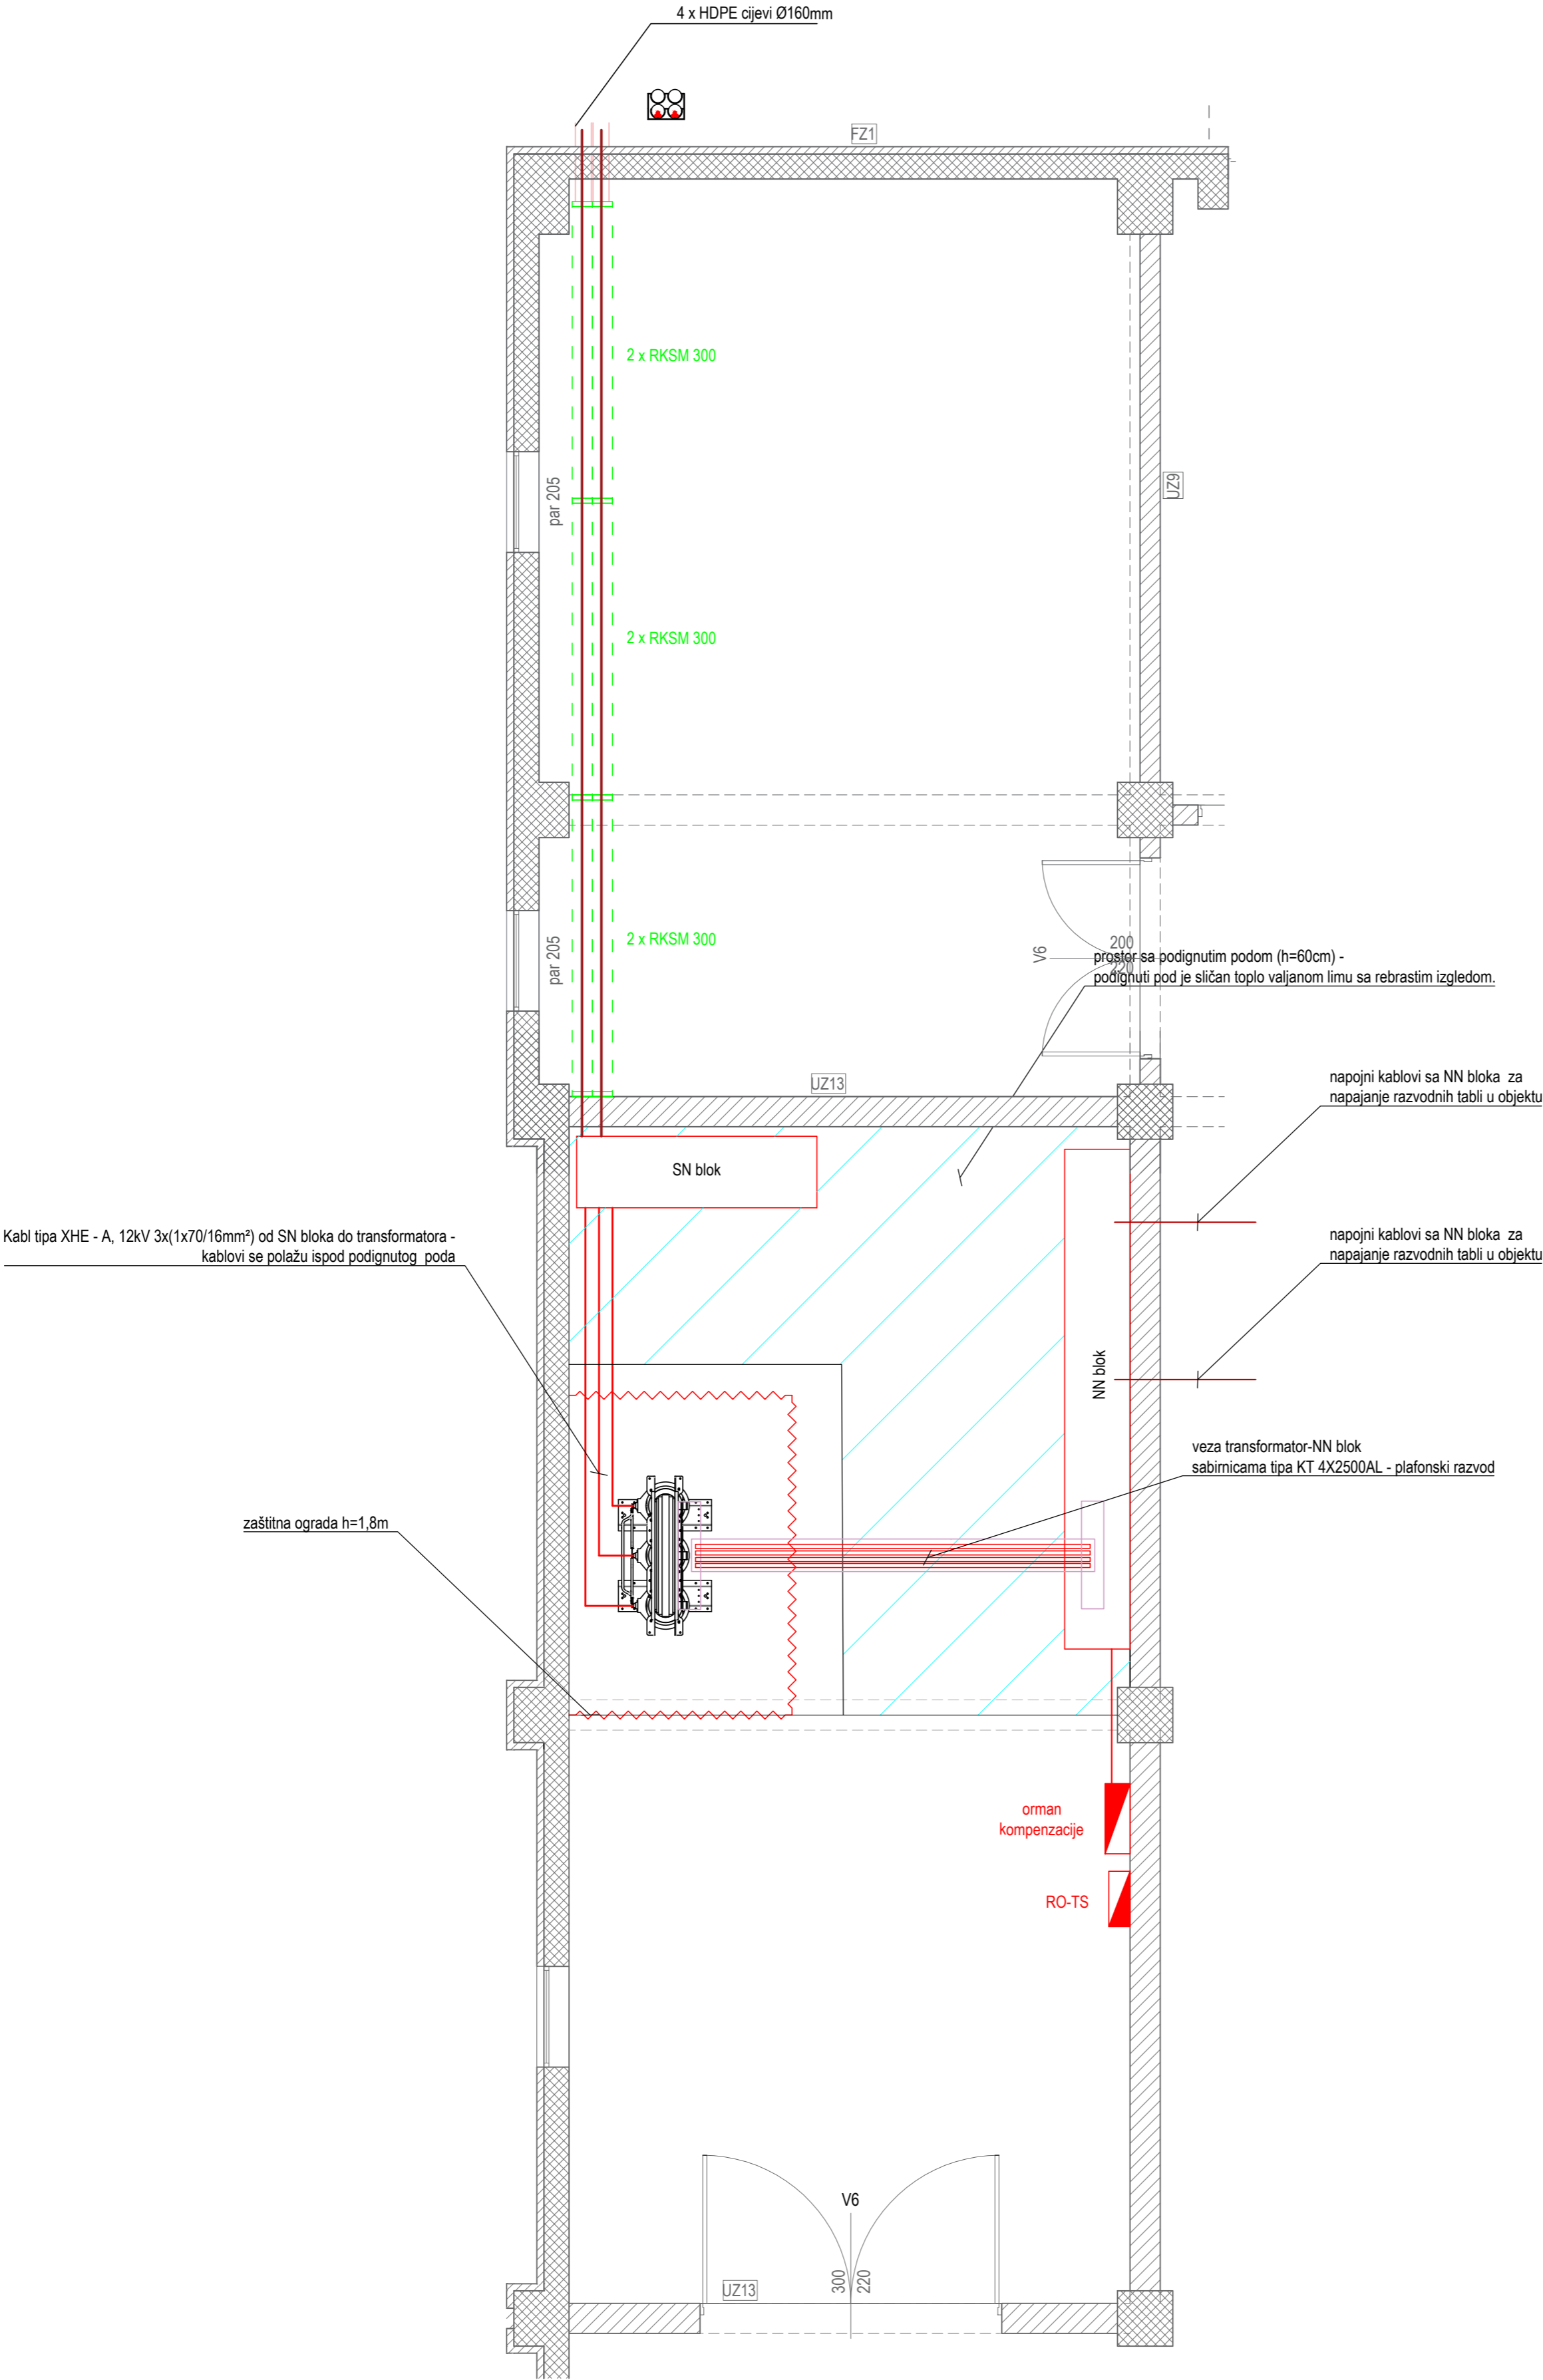 4 x HDPE cijevi Ø160mm
FZ1
2 x RKSM 300
par 205
UZ9
2 x RKSM 300
2 x RKSM 300
par 205
V6
200
220
prostor sa podignutim podom (h=60cm) -
podignuti pod je sličan toplo valjanom limu sa rebrastim izgledom.
UZ13
napojni kablovi sa NN bloka za
napajanje razvodnih tabli u objektu
SN blok
Kabl tipa XHE - A, 12kV 3x(1x70/16mm²) od SN bloka do transformatora -
kablovi se polažu ispod podignutog poda
napojni kablovi sa NN bloka za
napajanje razvodnih tabli u objektu
NN blok
veza transformator-NN blok
sabirnicama tipa KT 4X2500AL - plafonski razvod
zaštitna ograda h=1,8m
orman
kompenzacije
RO-TS
V6
300
220
UZ13